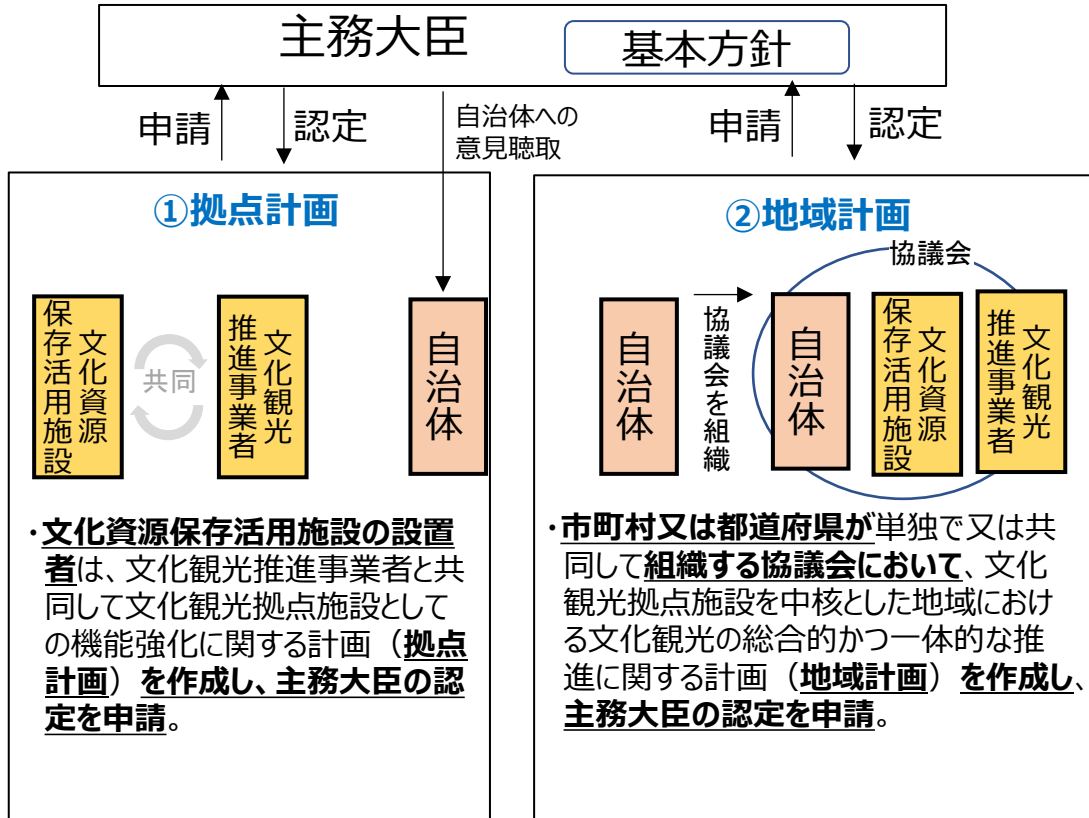 主務大臣
基本方針
申請
認定
自治体への
意見聴取
申請
認定
①拠点計画
文化資源
保存活用施設
共同
文化観光
推進事業者
自治体
・文化資源保存活用施設の設置
者は、文化観光推進事業者と共
同して文化観光拠点施設として
の機能強化に関する計画（拠点
計画）を作成し、主務大臣の認
定を申請。
②地域計画
協議会
自治体
協議会を組織
自治体
文化資源
保存活用施設
文化観光
推進事業者
・市町村又は都道府県が単独で又は共
同して組織する協議会において、文化
観光拠点施設を中核とした地域におけ
る文化観光の総合的かつ一体的な推
進に関する計画（地域計画）を作成し、
主務大臣の認定を申請。